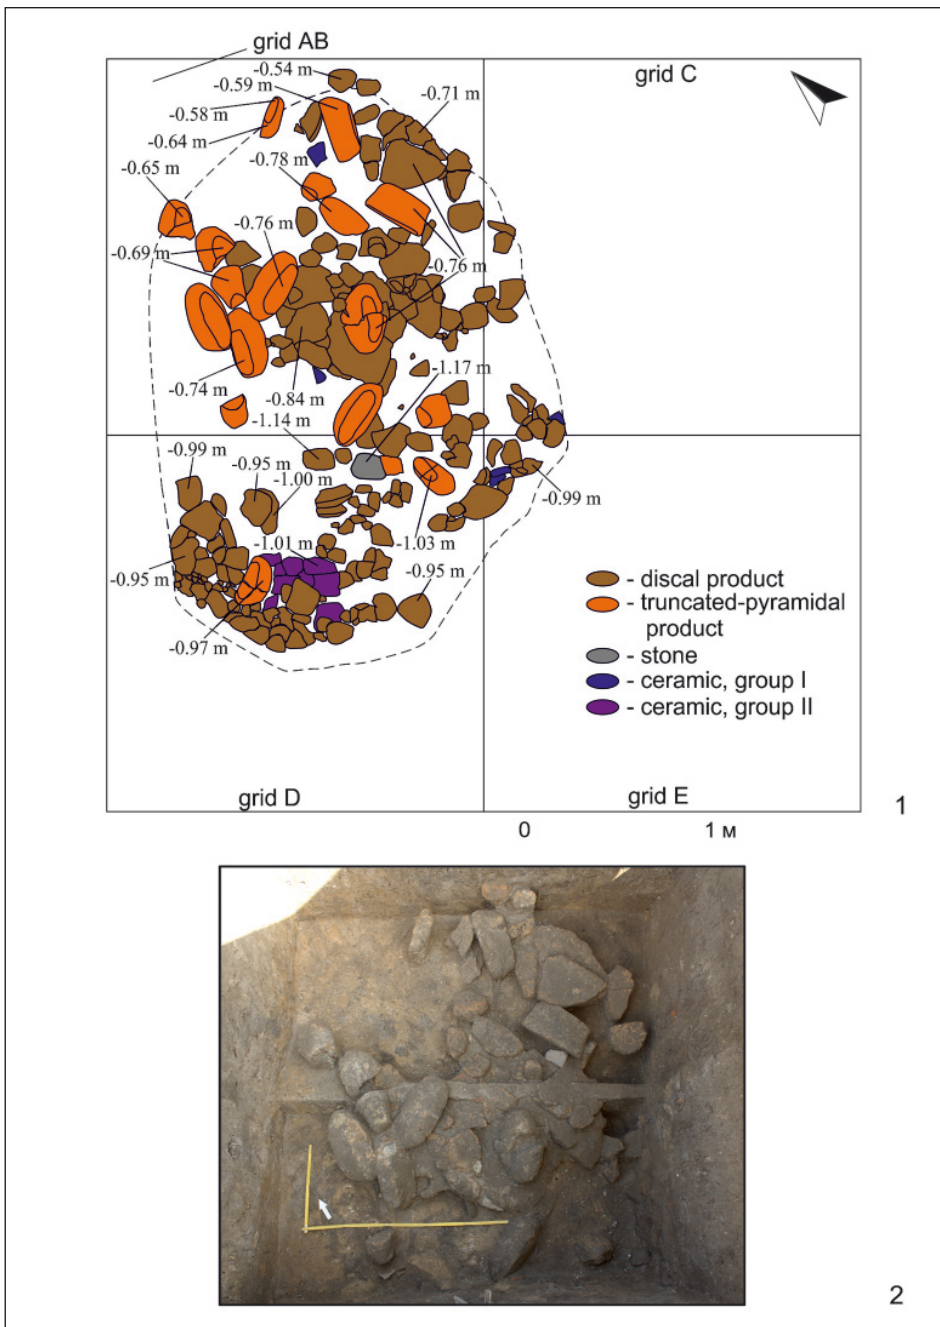 grid AB
grid C
-0.54 m
-0.59 m
-0.58 m
-0.64 m
-0.71 m
-0.78 m
-0.65 m
-0.76 m
-0.69 m
-0.76 m
-0.74 m
-0.84 m
-1.17 m
-1.14 m
-0.99 m
-0.95 m
-1.00 m
-0.99 m
-1.01 m
-1.03 m
-0.95 m
-0.95 m
-0.97 m
- discal product
- truncated-pyramidal
product
- stone
- ceramic, group I
- ceramic, group II
grid D
grid E
1
0 1 м
2